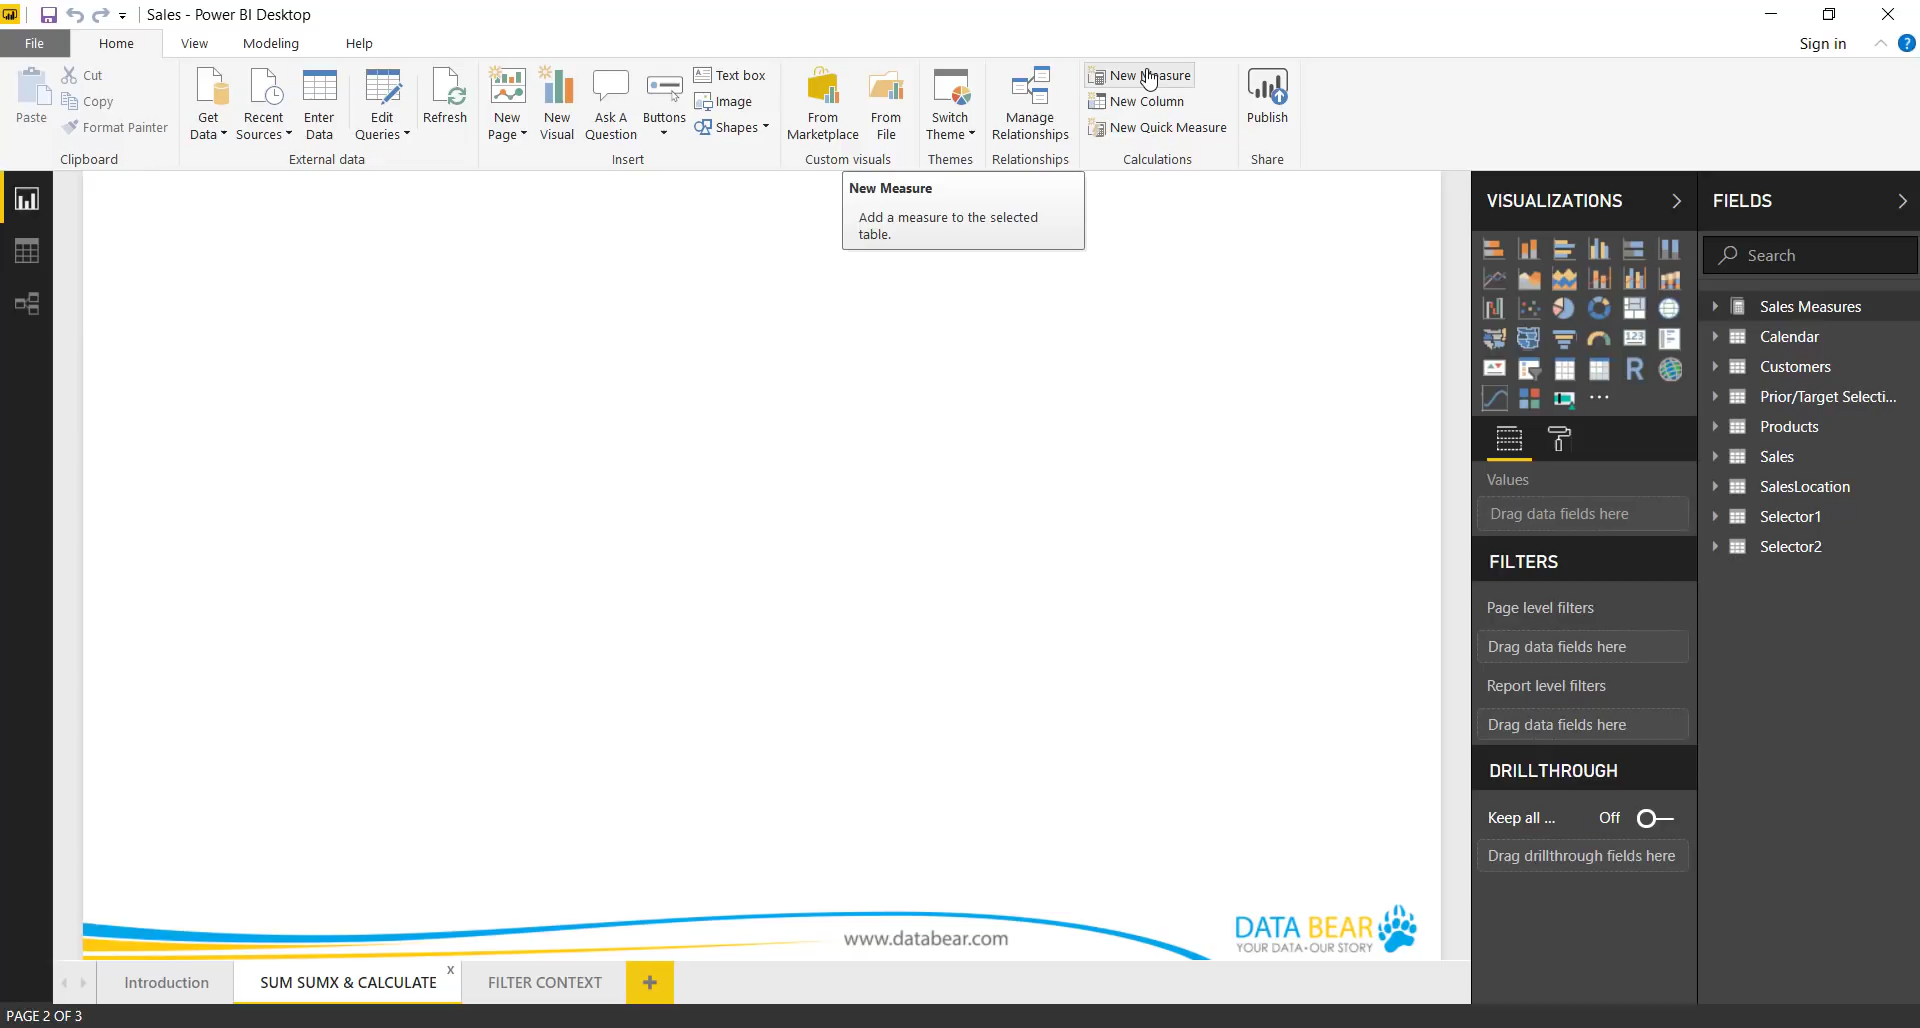 Sales - Power BI Desktop
File Home View Modeling Help Sign in ?
Paste
Cut
Copy
Format Painter
Clipboard
Get Data
Recent Sources
Enter Data
Edit Queries
Refresh
External data
New Page
New Visual
Ask A Question
Buttons
Text box
Image
Shapes
Insert
From Marketplace
From File
Custom visuals
Switch Theme
Themes
Manage Relationships
Relationships
New Measure
New Column
New Quick Measure
Calculations
Publish
Share
New Measure
Add a measure to the selected
table.
www.databear.com
DATA BEAR
YOUR DATA•OUR STORY
VISUALIZATIONS
123
R
Values
Drag data fields here
FILTERS
Page level filters
Drag data fields here
Report level filters
Drag data fields here
DRILLTHROUGH
Keep all ... Off
Drag drillthrough fields here
FIELDS
Search
Sales Measures
Calendar
Customers
Prior/Target Selecti...
Products
Sales
SalesLocation
Selector1
Selector2
Introduction SUM SUMX & CALCULATE x FILTER CONTEXT +
PAGE 2 OF 3